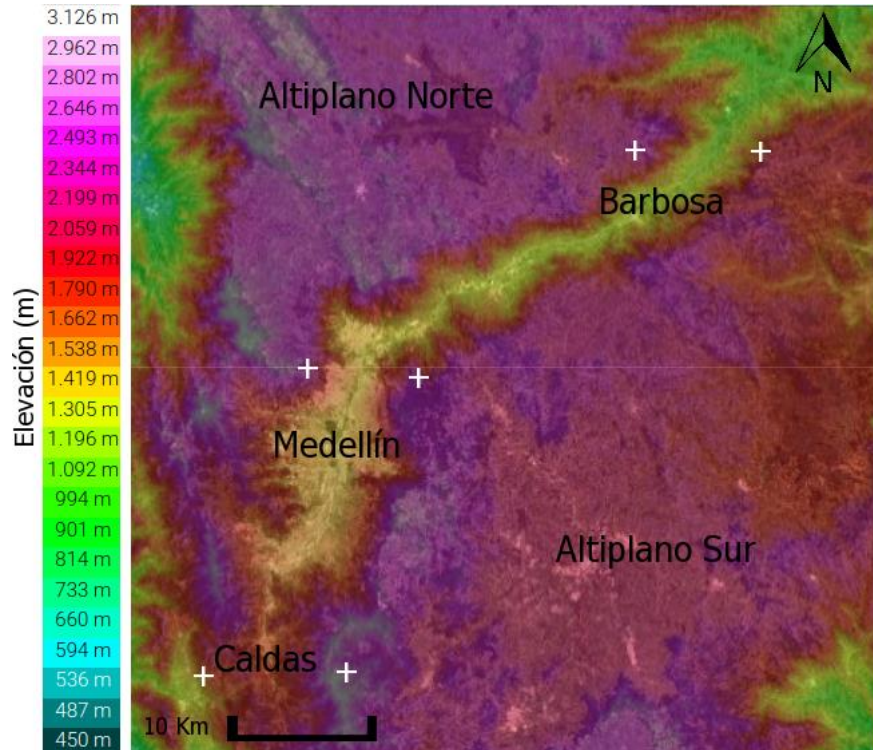 3.126 m
2.962 m
2.802 m
2.646 m
2.493 m
2.344 m
2.199 m
2.059 m
1.922 m
1.790 m
1.662 m
1.538 m
1.419 m
1.305 m
1.196 m
1.092 m
994 m
901 m
814 m
733 m
660 m
594 m
536 m
487 m
450 m
Elevación (m)
N
Altiplano Norte
Barbosa
Medellín
Altiplano Sur
Caldas
10 Km